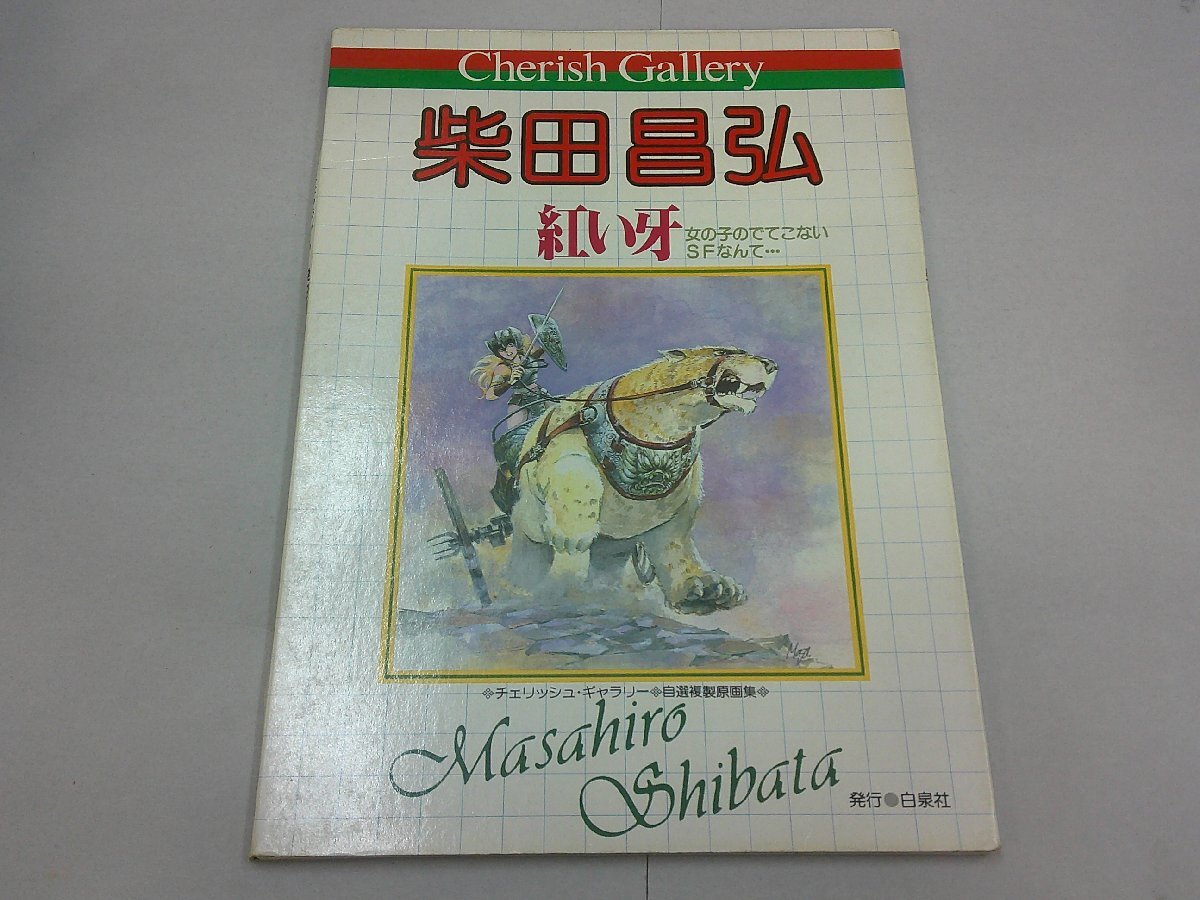 Cherish Gallery
柴田昌弘
紅い牙
女の子のでてこない
SFなんて…
❖チェリッシュ・ギャラリー❖自選複製原画集❖
Masahiro
Shibata
発行●白泉社